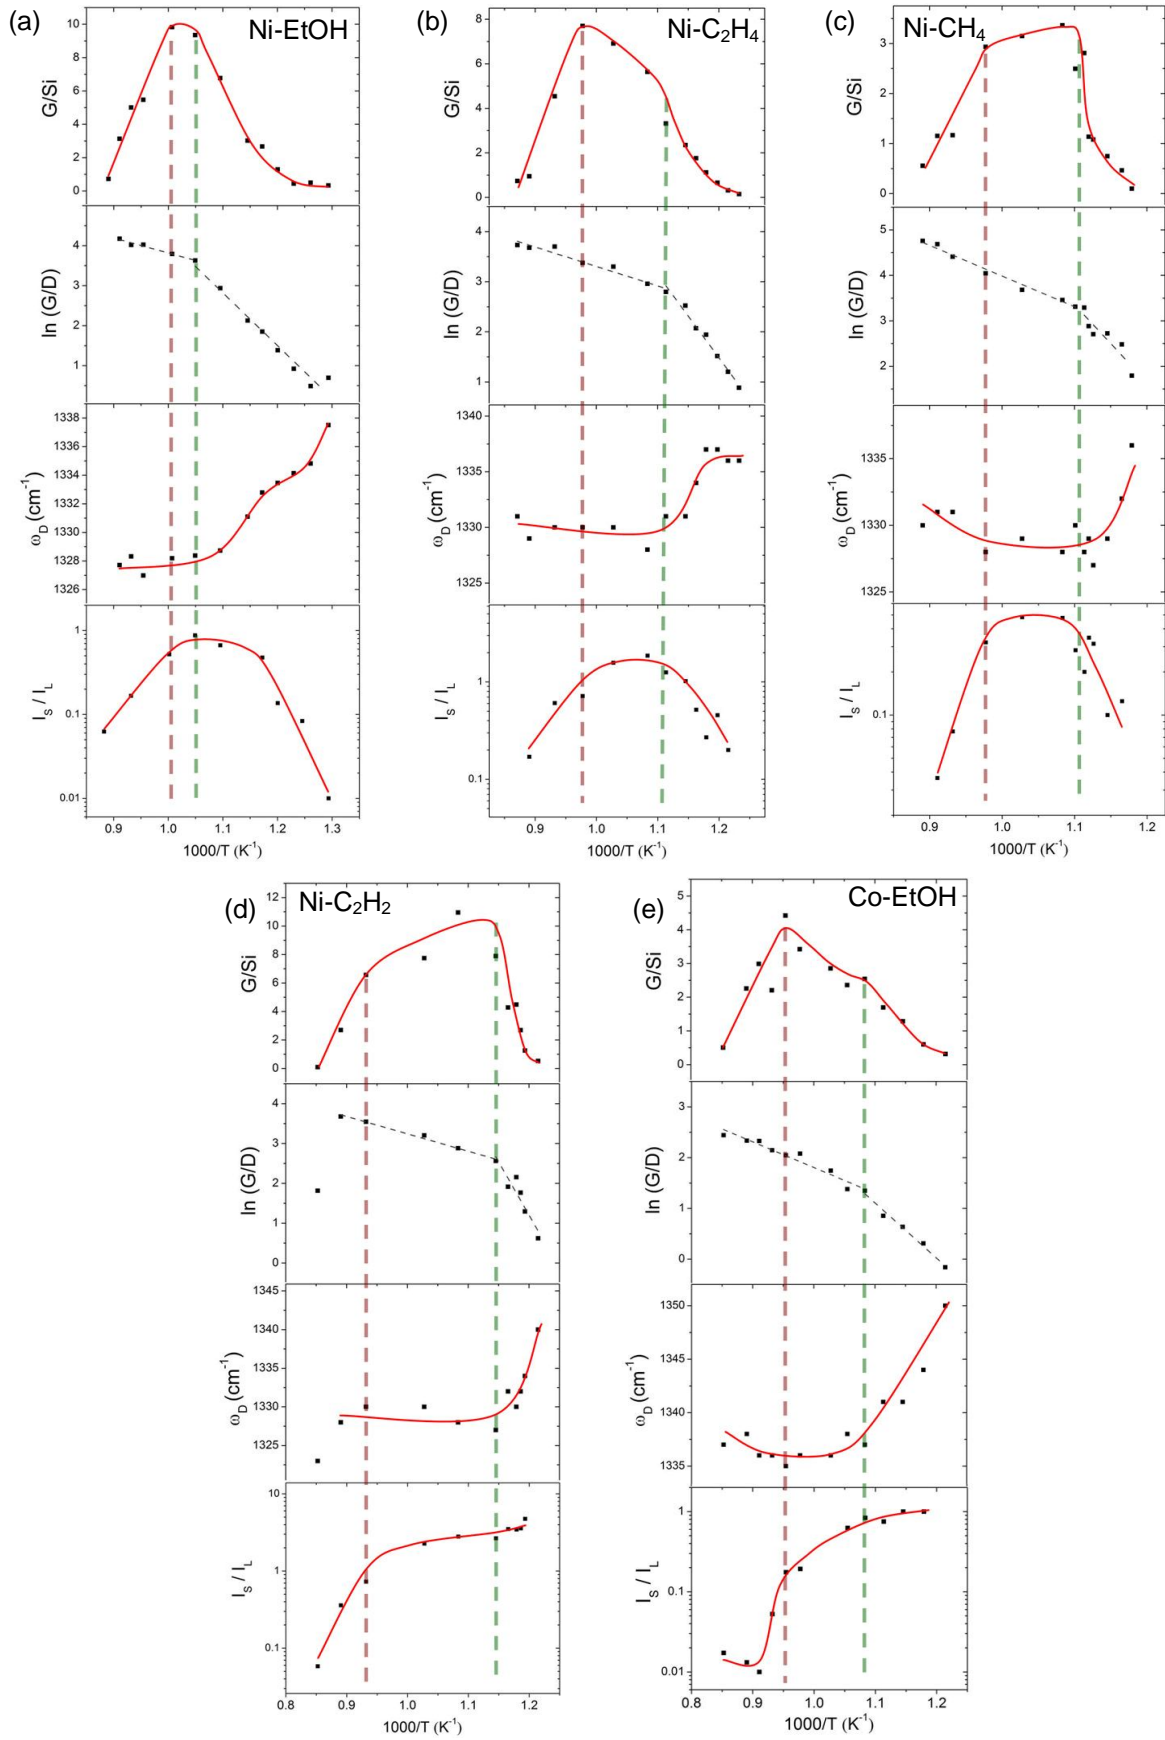 (a)
Ni-EtOH
10
8
6
4
2
0
G/Si
4
3
2
1
ln (G/D)
1338
1336
1334
1332
1330
1328
1326
ω_D (cm⁻¹)
1
0.1
0.01
I_S / I_L
0.9 1.0 1.1 1.2 1.3
1000/T (K⁻¹)
(b)
Ni-C₂H₄
8
6
4
2
0
G/Si
4
3
2
1
ln (G/D)
1340
1335
1330
1325
ω_D (cm⁻¹)
1
0.1
I_S / I_L
0.9 1.0 1.1 1.2
1000/T (K⁻¹)
(c)
Ni-CH₄
3
2
1
0
G/Si
5
4
3
2
ln (G/D)
1335
1330
1325
ω_D (cm⁻¹)
0.1
I_S / I_L
0.9 1.0 1.1 1.2
1000/T (K⁻¹)
(d)
Ni-C₂H₂
12
10
8
6
4
2
0
G/Si
4
3
2
1
0
ln (G/D)
1345
1340
1335
1330
1325
ω_D (cm⁻¹)
10
1
0.1
I_S / I_L
0.8 0.9 1.0 1.1 1.2
1000/T (K⁻¹)
(e)
Co-EtOH
5
4
3
2
1
0
G/Si
3
2
1
0
ln (G/D)
1350
1345
1340
1335
ω_D (cm⁻¹)
1
0.1
0.01
I_S / I_L
0.8 0.9 1.0 1.1 1.2
1000/T (K⁻¹)